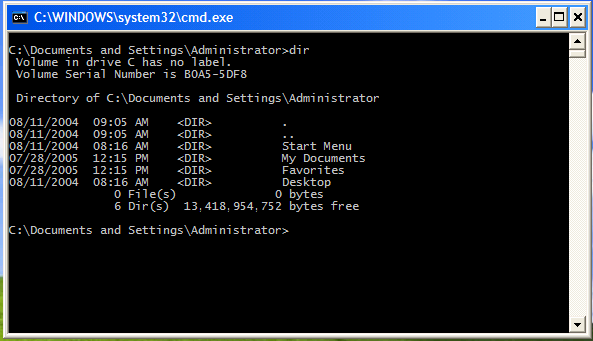 C:\WINDOWS\system32\cmd.exe
C:\Documents and Settings\Administrator>dir
 Volume in drive C has no label.
 Volume Serial Number is B0A5-5DF8

 Directory of C:\Documents and Settings\Administrator

08/11/2004  09:05 AM    <DIR>          .
08/11/2004  09:05 AM    <DIR>          ..
08/11/2004  08:16 AM    <DIR>          Start Menu
07/28/2005  12:15 PM    <DIR>          My Documents
07/28/2005  12:15 PM    <DIR>          Favorites
08/11/2004  08:16 AM    <DIR>          Desktop
               0 File(s)              0 bytes
               6 Dir(s)  13,418,954,752 bytes free

C:\Documents and Settings\Administrator>